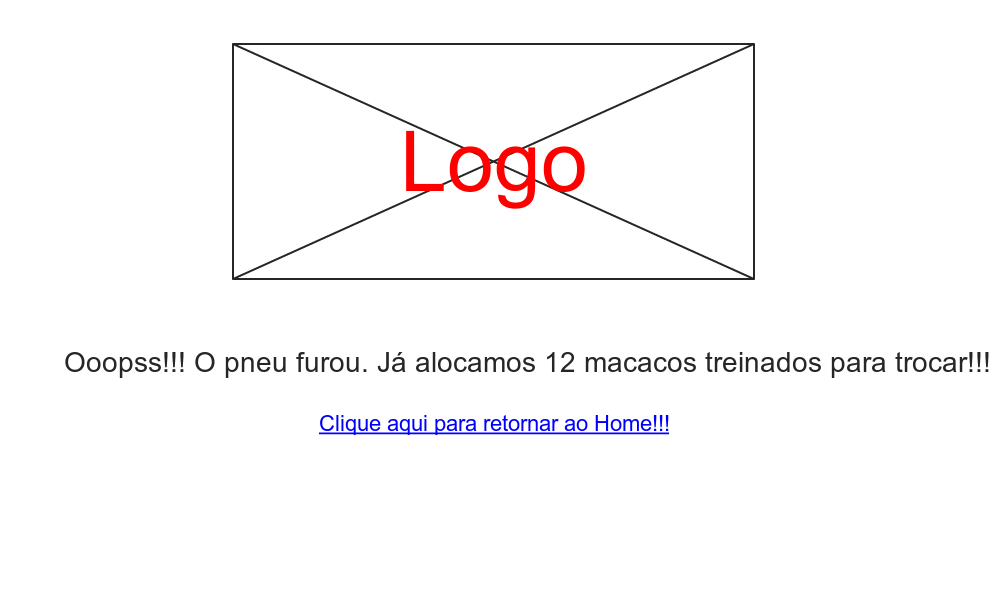 Logo
Ooopss!!! O pneu furou. Já alocamos 12 macacos treinados para trocar!!!
Clique aqui para retornar ao Home!!!